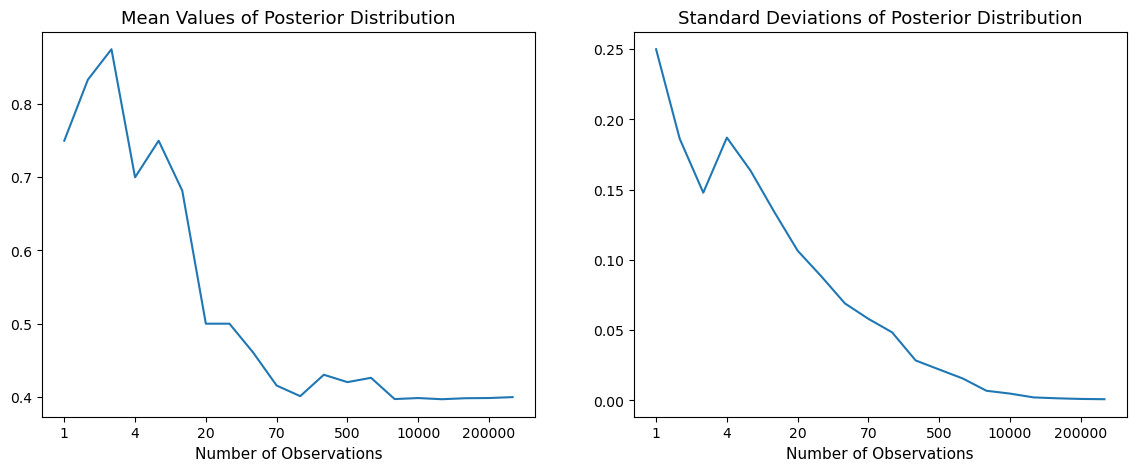 Mean Values of Posterior Distribution
0.8
0.7
0.6
0.5
0.4
1 4 20 70 500 10000 200000
Number of Observations
Standard Deviations of Posterior Distribution
0.25
0.20
0.15
0.10
0.05
0.00
1 4 20 70 500 10000 200000
Number of Observations